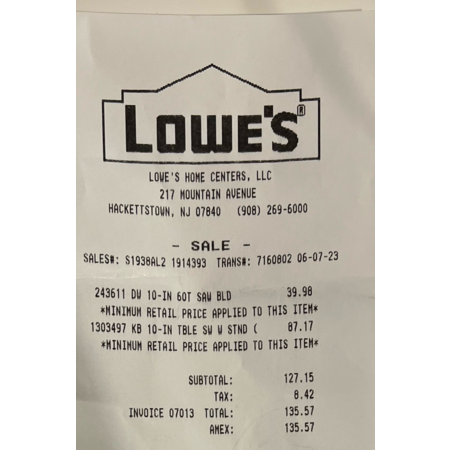 LOWE'S®
LOWE'S HOME CENTERS, LLC
217 MOUNTAIN AVENUE
HACKETTSTOWN, NJ 07840 (908) 269-6000
- SALE -
SALES#: S1938AL2 1914393 TRANS#: 7160802 06-07-23
243611 DW 10-IN 60T SAW BLD 39.98
*MINIMUM RETAIL PRICE APPLIED TO THIS ITEM*
1303497 KB 10-IN TBLE SW W STND ( 87.17
*MINIMUM RETAIL PRICE APPLIED TO THIS ITEM*
SUBTOTAL: 127.15
TAX: 8.42
INVOICE 07013 TOTAL: 135.57
AMEX: 135.57